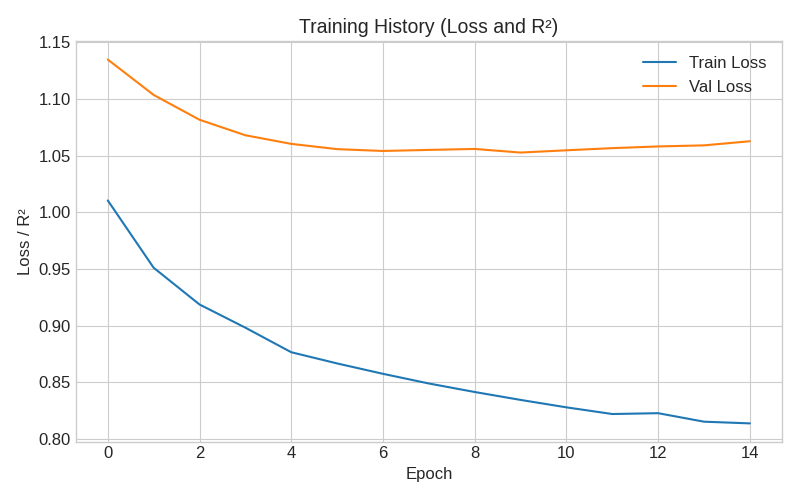 Training History (Loss and R²)
Train Loss
Val Loss
Loss / R²
1.15
1.10
1.05
1.00
0.95
0.90
0.85
0.80
0 2 4 6 8 10 12 14
Epoch